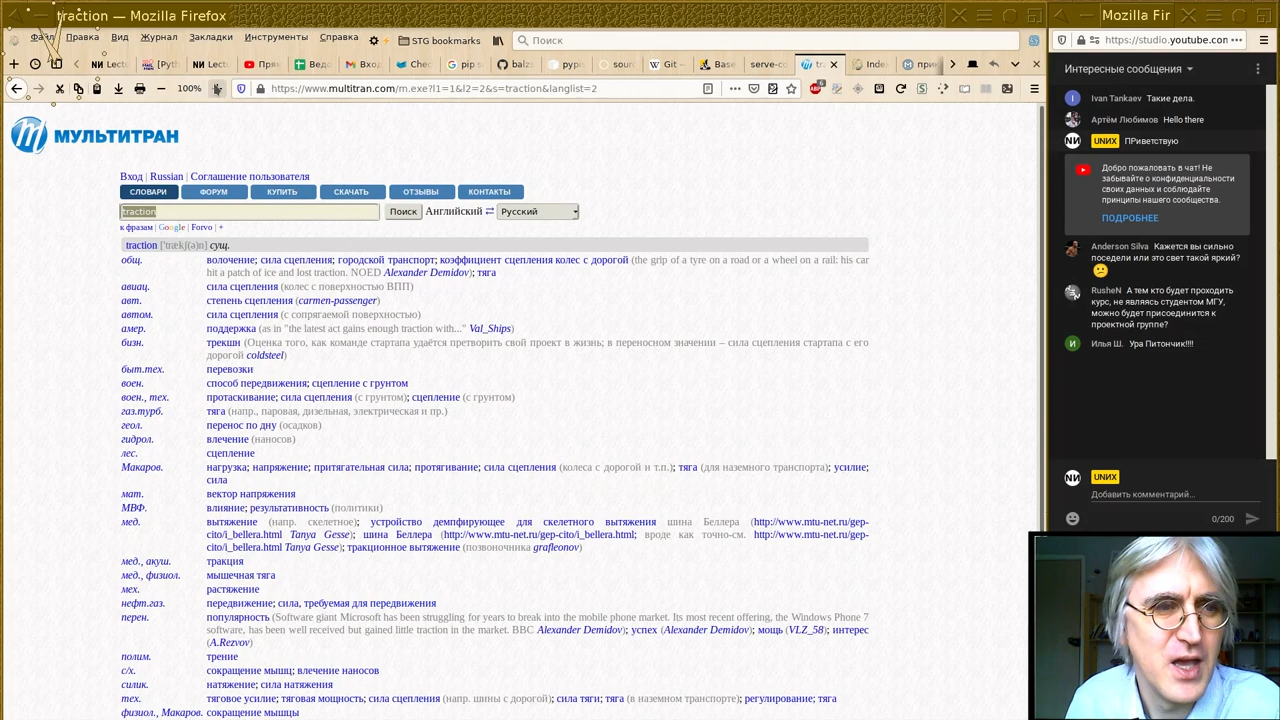 traction — Mozilla Firefox
Файл Правка Вид Журнал Закладки Инструменты Справка STG bookmarks Поиск
100% https://www.multitran.com/m.exe?l1=1&l2=2&s=traction&langlist=2
МУЛЬТИТРАН
Вход | Russian | Соглашение пользователя
СЛОВАРИ ФОРУМ КУПИТЬ СКАЧАТЬ ОТЗЫВЫ КОНТАКТЫ
traction Поиск Английский ⇄ Русский
к фразам | Google | Forvo | +
traction ['trækʃ(ə)n] сущ.
общ. волочение; сила сцепления; городской транспорт; коэффициент сцепления колес с дорогой (the grip of a tyre on a road or a wheel on a rail: his car
hit a patch of ice and lost traction. NOED Alexander Demidov); тяга
авиац. сила сцепления (колес с поверхностью ВПП)
авт. степень сцепления (carmen-passenger)
автом. сила сцепления (с сопрягаемой поверхностью)
амер. поддержка (as in "the latest act gains enough traction with..." Val_Ships)
бизн. трекшн (Оценка того, как команде стартапа удаётся претворить свой проект в жизнь; в переносном значении – сила сцепления стартапа с его
дорогой coldsteel)
быт.тех. перевозки
воен. способ передвижения; сцепление с грунтом
воен., тех. протаскивание; сила сцепления (с грунтом); сцепление (с грунтом)
газ.турб. тяга (напр., паровая, дизельная, электрическая и пр.)
геол. перенос по дну (осадков)
гидрол. влечение (наносов)
лес. сцепление
Макаров. нагрузка; напряжение; притягательная сила; протягивание; сила сцепления (колеса с дорогой и т.п.); тяга (для наземного транспорта); усилие;
сила
мат. вектор напряжения
МВФ. влияние; результативность (политики)
мед. вытяжение (напр. скелетное); устройство демпфирующее для скелетного вытяжения шина Беллера (http://www.mtu-net.ru/gep-
cito/i_bellera.html Tanya Gesse); шина Беллера (http://www.mtu-net.ru/gep-cito/i_bellera.html; вроде как точно-см. http://www.mtu-net.ru/gep-
cito/i_bellera.html Tanya Gesse); тракционное вытяжение (позвоночника grafleonov)
мед., акуш. тракция
мед., физиол. мышечная тяга
мех. растяжение
нефт.газ. передвижение; сила, требуемая для передвижения
перен. популярность (Software giant Microsoft has been struggling for years to break into the mobile phone market. Its most recent offering, the Windows Phone 7
software, has been well received but gained little traction in the market. BBC Alexander Demidov); успех (Alexander Demidov); мощь (VLZ_58); интерес
(A.Rezvov)
полим. трение
с/х. сокращение мышц; влечение наносов
силик. натяжение; сила натяжения
тех. тяговое усилие; тяговая мощность; сила сцепления (напр. шины с дорогой); сила тяги; тяга (в наземном транспорте); регулирование; тяга
физиол., Макаров. сокращение мышцы
Mozilla Fir
https://studio.youtube.con
Интересные сообщения
Ivan Tankaev Такие дела.
Артём Любимов Hello there
UNИX ПРиветствую
Добро пожаловать в чат! Не
забывайте о конфиденциальности
своих данных и соблюдайте
принципы нашего сообщества.
ПОДРОБНЕЕ
Anderson Silva Кажется вы сильно
поседели или это свет такой яркий?
RusheN А тем кто будет проходить
курс, не являясь студентом МГУ,
можно будет присоединится к
проектной группе?
Илья Ш. Ура Питончик!!!!
UNИX
Добавить комментарий...
0/200